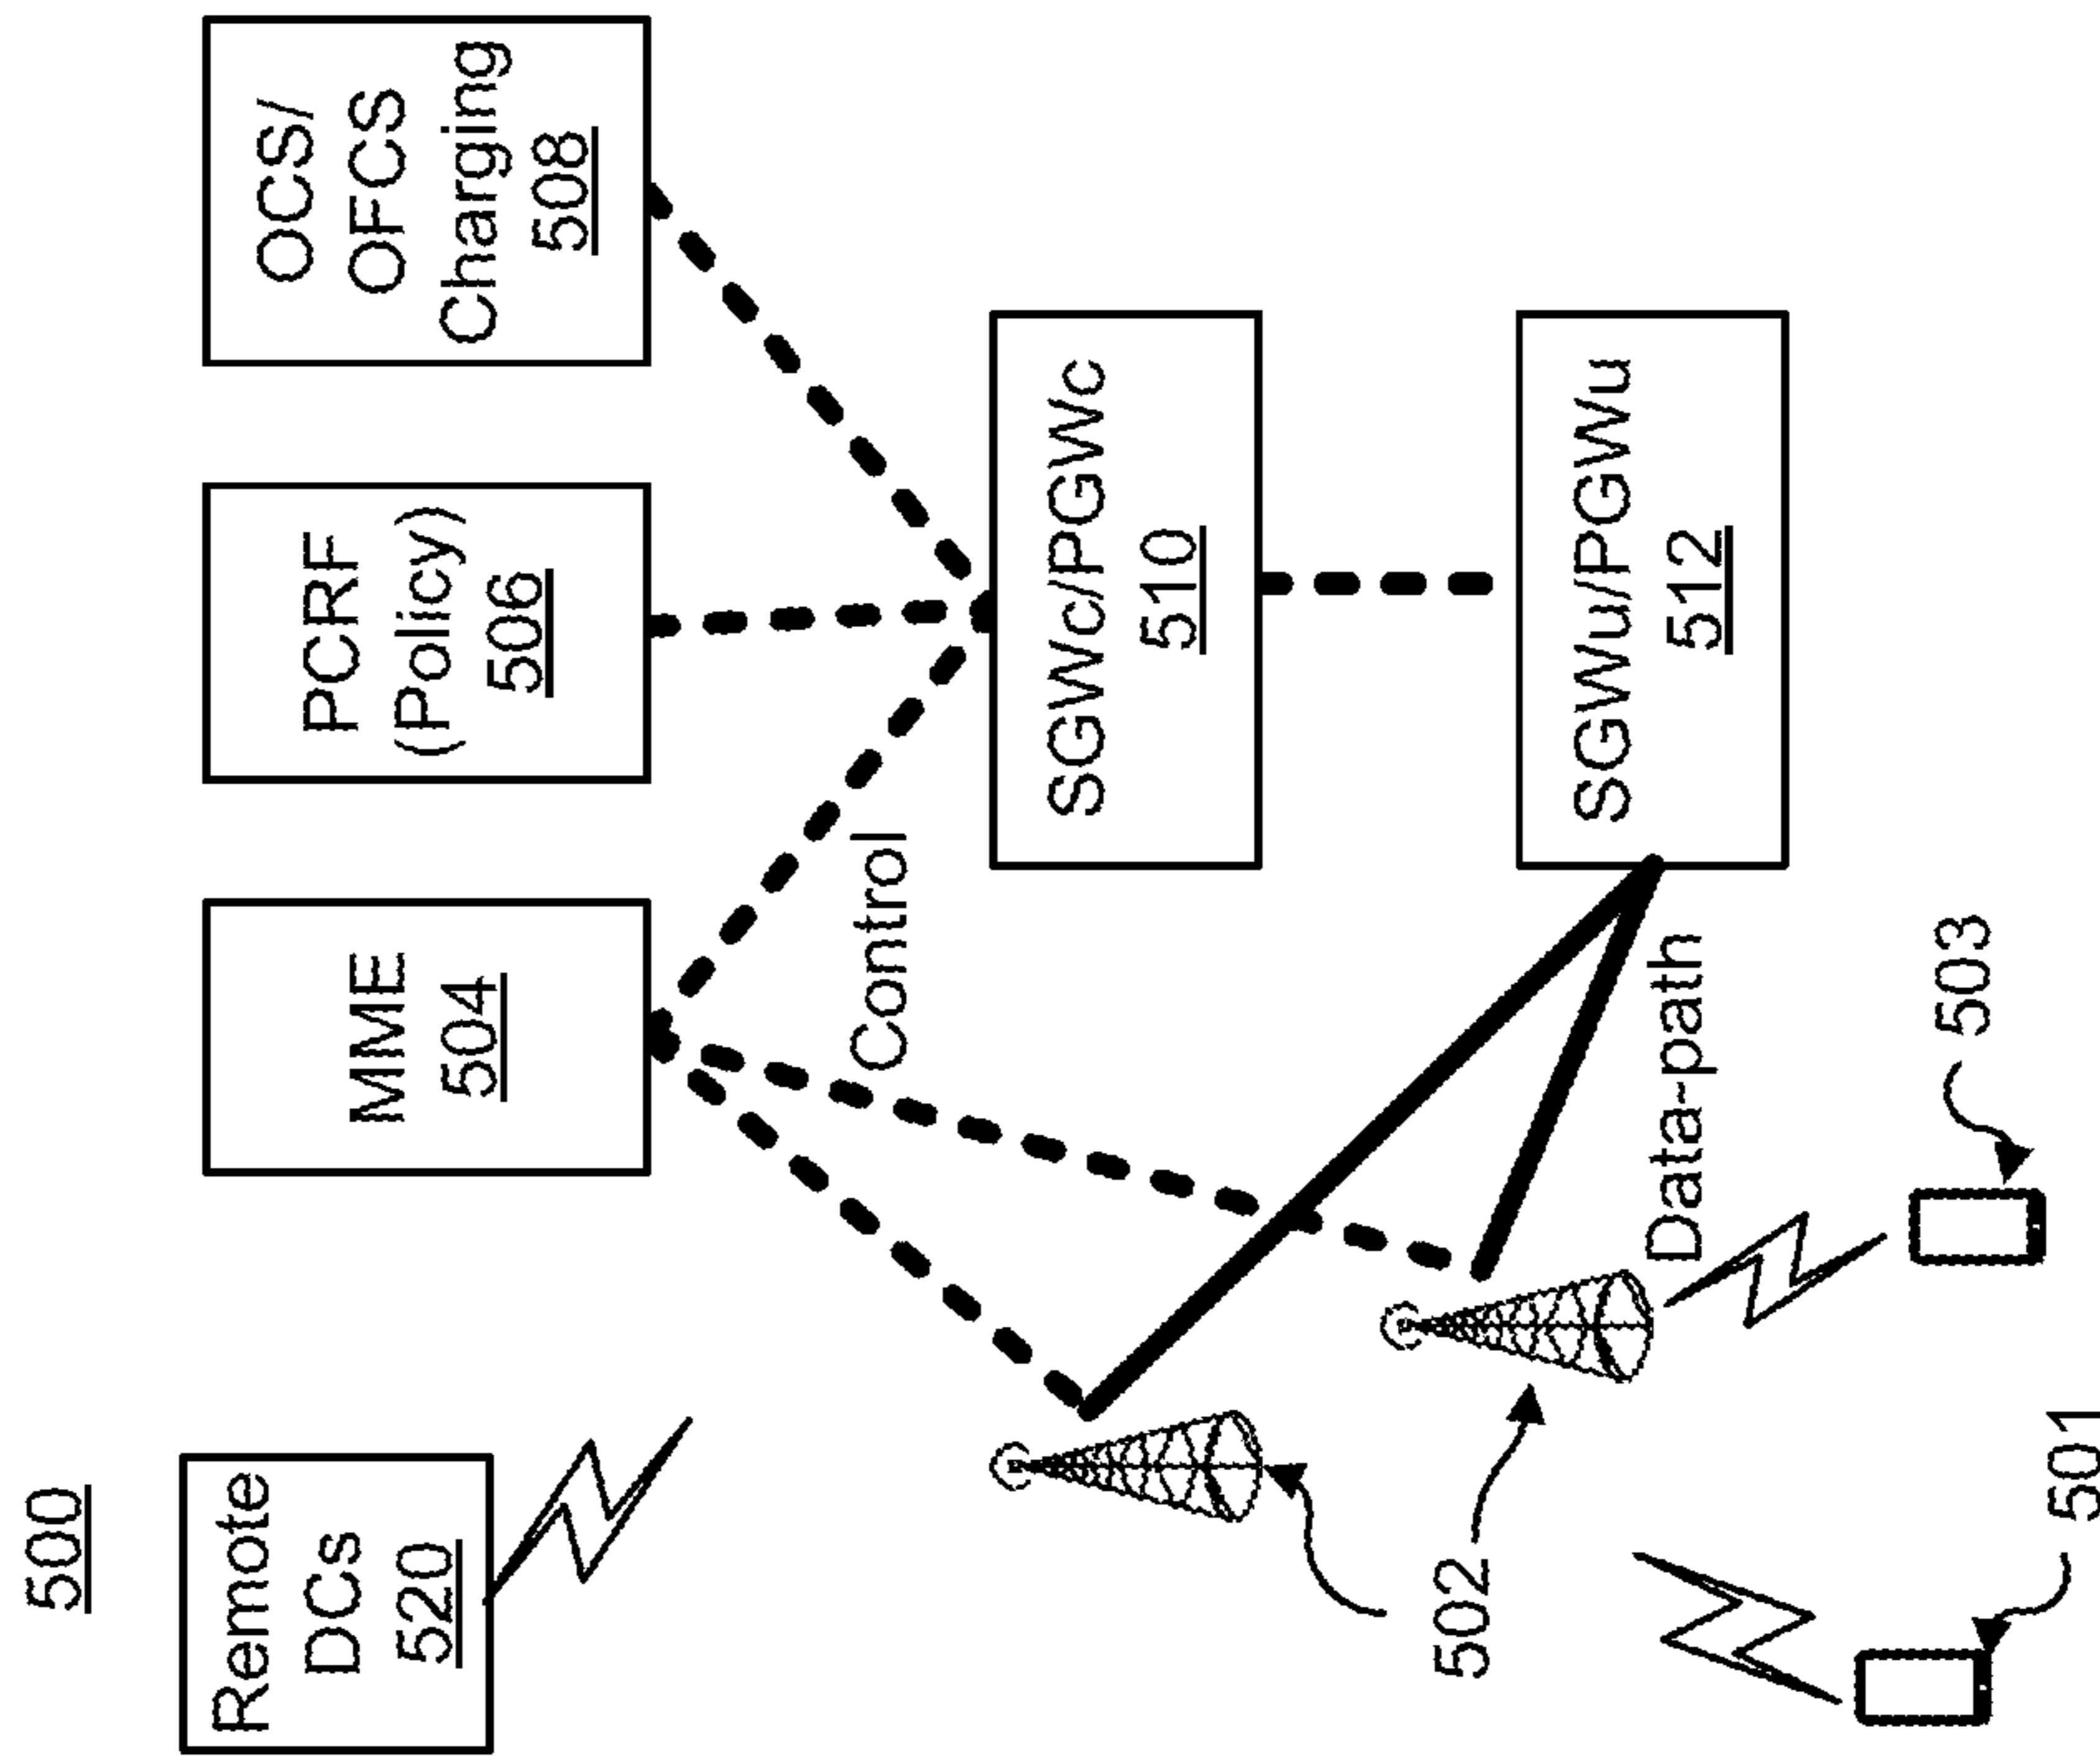 500
Remote
DCs
520
MME
504
PCRF
(Policy)
506
OCS/
OFCS
Charging
508
Control
SGWc/PGWc
510
SGWu/PGWu
512
Data-path
502
503
501